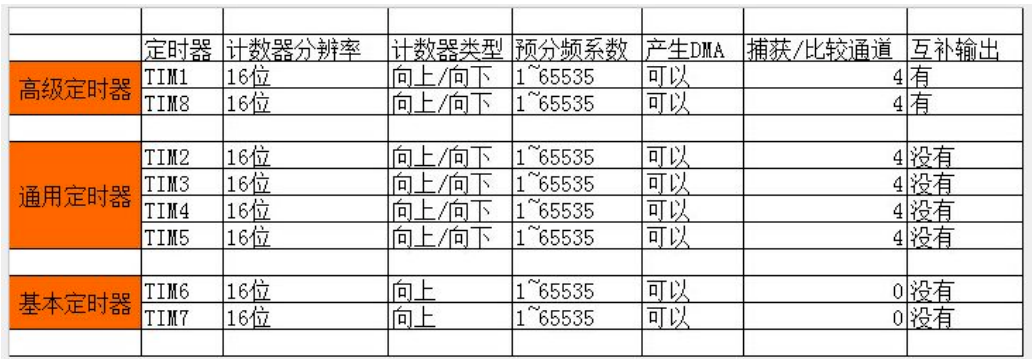 定时器 计数器分辨率 计数器类型 预分频系数 产生DMA 捕获/比较通道 互补输出
高级定时器 TIM1 16位 向上/向下 1~65535 可以 4 有
TIM8 16位 向上/向下 1~65535 可以 4 有
通用定时器 TIM2 16位 向上/向下 1~65535 可以 4 没有
TIM3 16位 向上/向下 1~65535 可以 4 没有
TIM4 16位 向上/向下 1~65535 可以 4 没有
TIM5 16位 向上/向下 1~65535 可以 4 没有
基本定时器 TIM6 16位 向上 1~65535 可以 0 没有
TIM7 16位 向上 1~65535 可以 0 没有